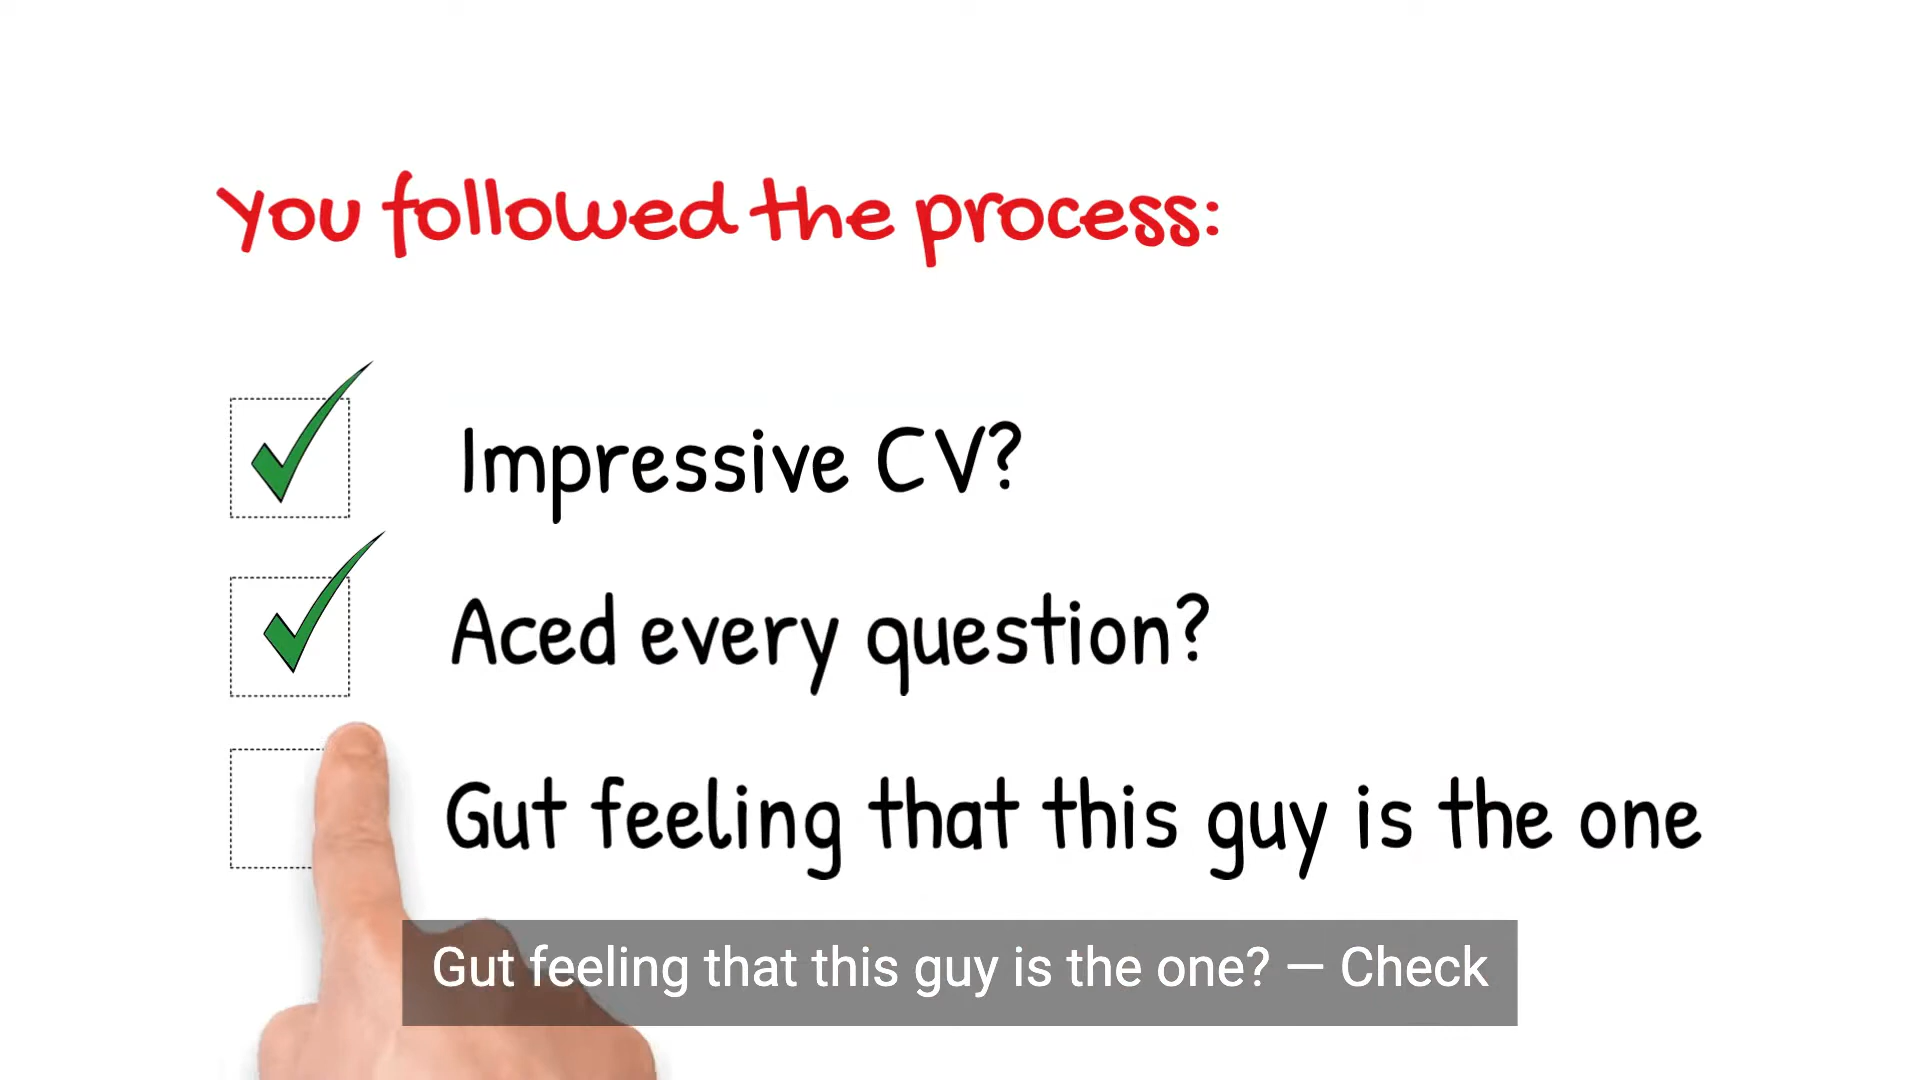 You followed the process:
Impressive CV?
Aced every question?
Gut feeling that this guy is the one
Gut feeling that this guy is the one? — Check